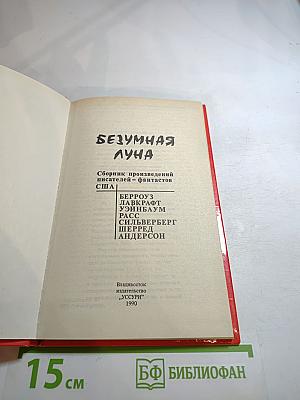 БЕЗУМНАЯ
ЛУНА
Сборник произведений
писателей – фантастов
США
БЕРРОУЗ
ЛАВКРАФТ
УЭЙНБАУМ
РАСС
СИЛЬВЕРБЕРГ
ШЕРРЕД
АНДЕРСОН
Владивосток
издательство
"УССУРИ"
1990
15 см
БФ БИБЛИОФАН